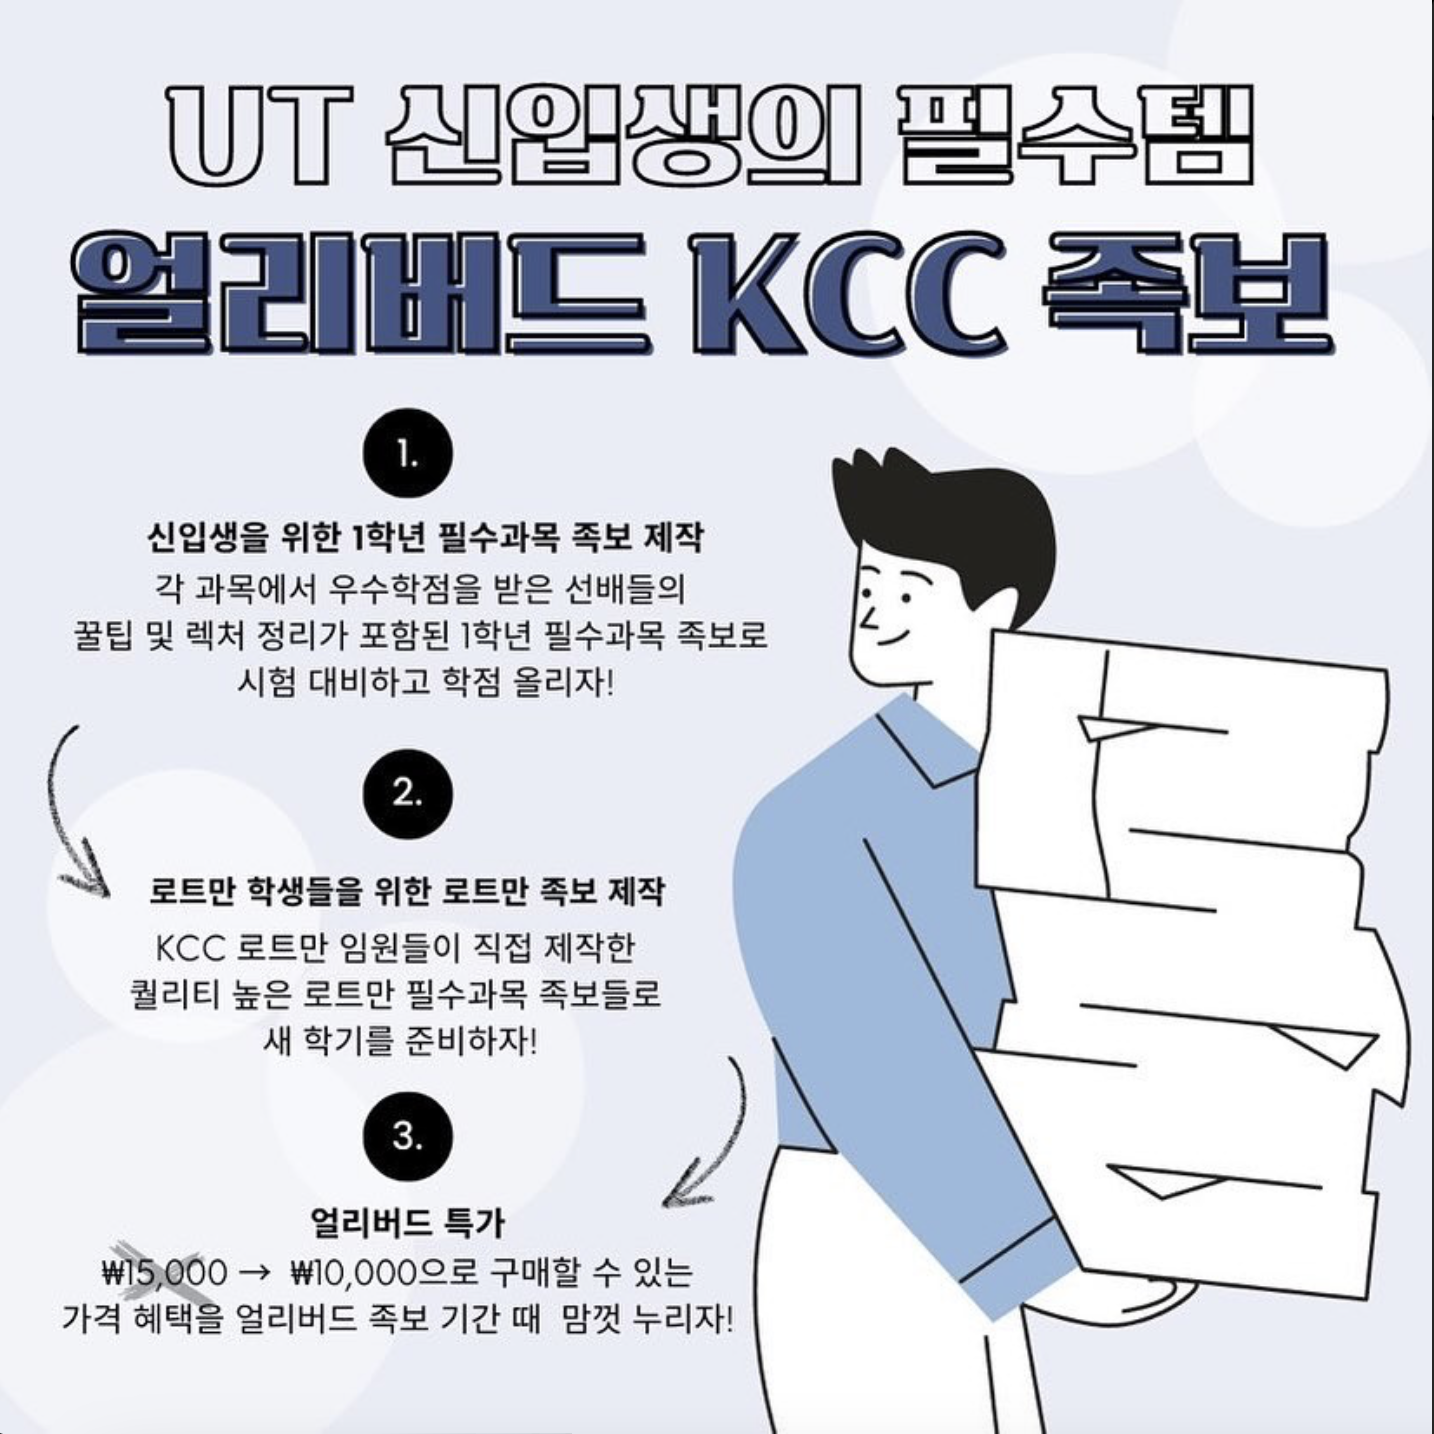 UT 신입생의 필수템
얼리버드 KCC 족보
1.
신입생을 위한 1학년 필수과목 족보 제작
각 과목에서 우수학점을 받은 선배들의
꿀팁 및 렉처 정리가 포함된 1학년 필수과목 족보로
시험 대비하고 학점 올리자!
2.
로트만 학생들을 위한 로트만 족보 제작
KCC 로트만 임원들이 직접 제작한
퀄리티 높은 로트만 필수과목 족보들로
새 학기를 준비하자!
3.
얼리버드 특가
₩15,000 → ₩10,000으로 구매할 수 있는
가격 혜택을 얼리버드 족보 기간 때 맘껏 누리자!